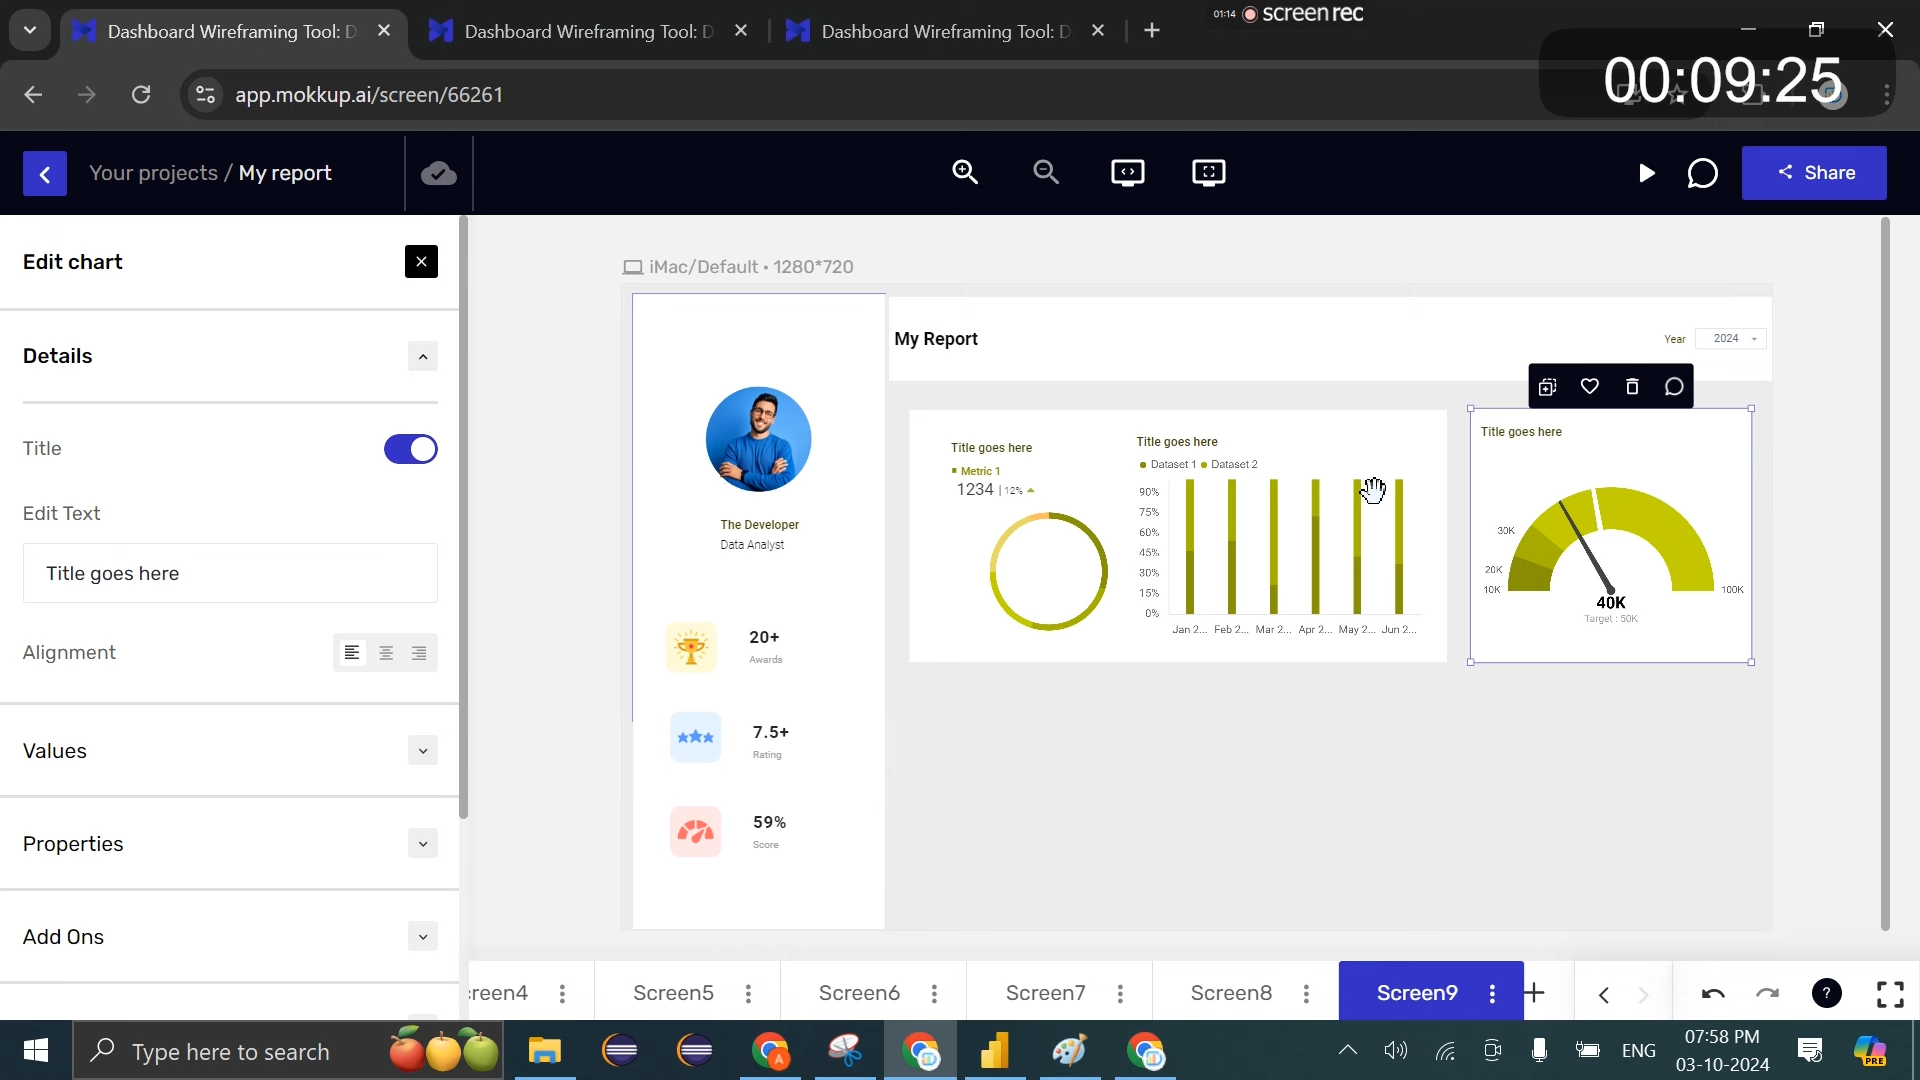 Dashboard Wireframing Tool: D
Dashboard Wireframing Tool: D
Dashboard Wireframing Tool: D
01:14 screenrec
00:09:25
app.mokkup.ai/screen/66261
Your projects / My report
Share
Edit chart
Details
Title
Edit Text
Title goes here
Alignment
Values
Properties
Add Ons
iMac/Default • 1280*720
My Report
Year
2024
The Developer
Data Analyst
20+
Awards
7.5+
Rating
59%
Score
Title goes here
Metric 1
1234 | 12%
Title goes here
Dataset 1 Dataset 2
90%
75%
60%
45%
30%
15%
0%
Jan 2... Feb 2... Mar 2... Apr 2... May 2... Jun 2...
Title goes here
30K
20K
10K
100K
40K
Target : 50K
reen4
Screen5
Screen6
Screen7
Screen8
Screen9
?
Type here to search
ENG
07:58 PM
03-10-2024
PRE